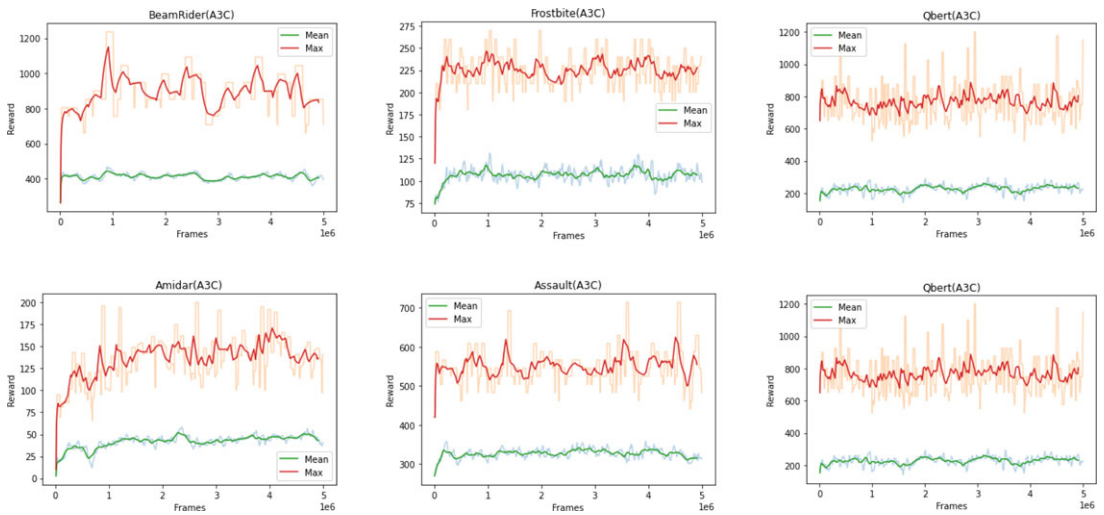 BeamRider(A3C)
Mean
Max
1200
1000
800
600
400
Reward
0 1 2 3 4 5
Frames
1e6
Frostbite(A3C)
275
250
225
200
175
150
125
100
75
Reward
Mean
Max
0 1 2 3 4 5
Frames
1e6
Qbert(A3C)
Mean
Max
1200
1000
800
600
400
200
Reward
0 1 2 3 4 5
Frames
1e6
Amidar(A3C)
200
175
150
125
100
75
50
25
0
Reward
Mean
Max
0 1 2 3 4 5
Frames
1e6
Assault(A3C)
Mean
Max
700
600
500
400
300
Reward
0 1 2 3 4 5
Frames
1e6
Qbert(A3C)
Mean
Max
1200
1000
800
600
400
200
Reward
0 1 2 3 4 5
Frames
1e6